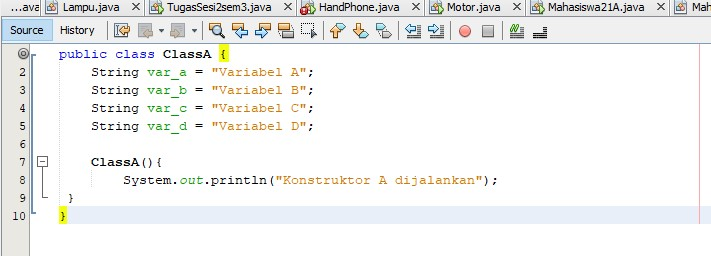 ...ava Lampu.java TugasSesi2sem3.java HandPhone.java Motor.java Mahasiswa21A.java Mah
Source History
public class ClassA {
2 String var_a = "Variabel A";
3 String var_b = "Variabel B";
4 String var_c = "Variabel C";
5 String var_d = "Variabel D";
6
7 ClassA(){
8 System.out.println("Konstruktor A dijalankan");
9 }
10 }